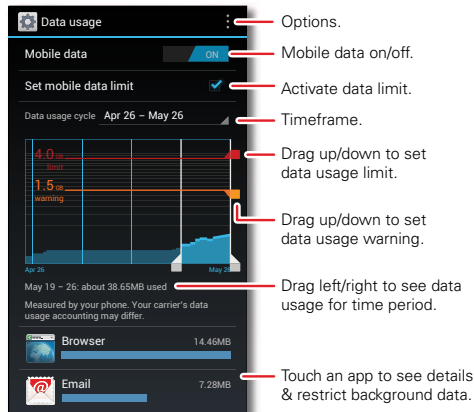 Data usage
Options.
Mobile data
ON
Mobile data on/off.
Set mobile data limit
Activate data limit.
Data usage cycle Apr 26 – May 26
Timeframe.
4.0 GB
limit
Drag up/down to set
data usage limit.
1.5 GB
warning
Drag up/down to set
data usage warning.
Apr 26
May 26
May 19 – 26: about 38.65MB used
Drag left/right to see data
usage for time period.
Measured by your phone. Your carrier's data
usage accounting may differ.
Browser
14.46MB
Email
7.28MB
Touch an app to see details
& restrict background data.